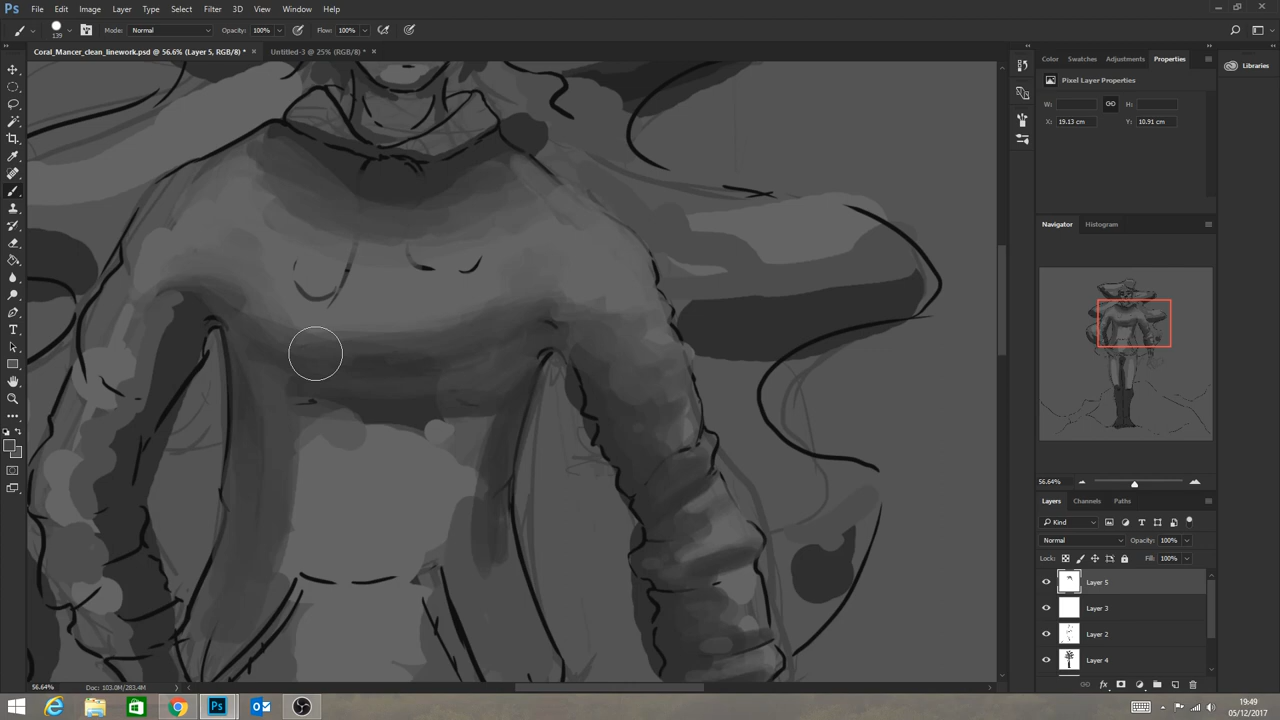 Ps File Edit Image Layer Type Select Filter 3D View Window Help
139 Mode: Normal Opacity: 100% Flow: 100%
Coral_Mancer_clean_linework.psd @ 56.6% (Layer 5, RGB/8) * × Untitled-3 @ 25% (RGB/8) * ×
Color Swatches Adjustments Properties
Libraries
Pixel Layer Properties
W: H:
X: 19.13 cm Y: 10.91 cm
Navigator Histogram
56.64%
Layers Channels Paths
Kind
Normal Opacity: 100%
Lock: Fill: 100%
Layer 5
Layer 3
Layer 2
Layer 4
56.64% Doc: 103.0M/283.4M
Ps
19:49
05/12/2017